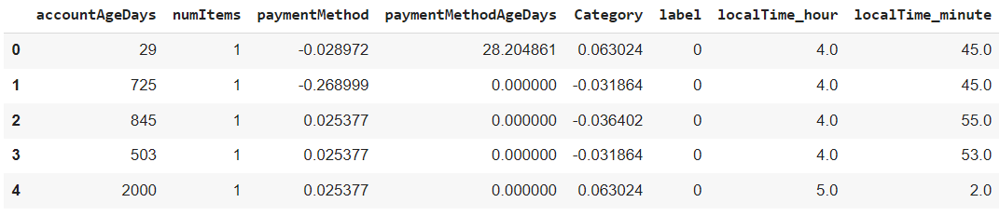 accountAgeDays numItems paymentMethod paymentMethodAgeDays Category label localTime_hour localTime_minute
0 29 1 -0.028972 28.204861 0.063024 0 4.0 45.0
1 725 1 -0.268999 0.000000 -0.031864 0 4.0 45.0
2 845 1 0.025377 0.000000 -0.036402 0 4.0 55.0
3 503 1 0.025377 0.000000 -0.031864 0 4.0 53.0
4 2000 1 0.025377 0.000000 0.063024 0 5.0 2.0